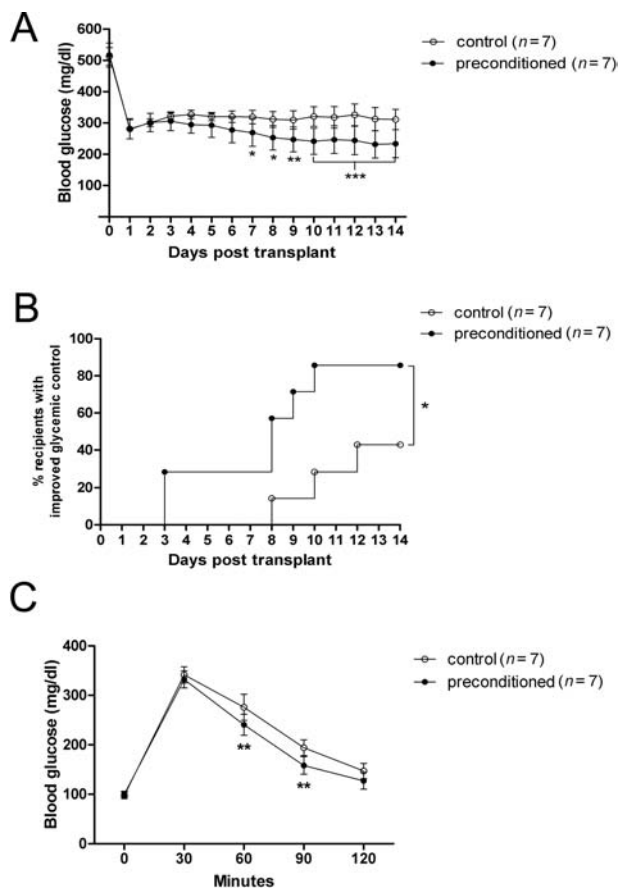 A
control (n = 7)
preconditioned (n = 7)
Blood glucose (mg/dl)
600
500
400
300
200
100
* * ** ***
0 1 2 3 4 5 6 7 8 9 10 11 12 13 14
Days post transplant
B
control (n = 7)
preconditioned (n = 7)
% recipients with
improved glycemic control
100
80
60
40
20
0
*
0 1 2 3 4 5 6 7 8 9 10 11 12 13 14
Days post transplant
C
control (n = 7)
preconditioned (n = 7)
Blood glucose (mg/dl)
400
300
200
100
0
** **
0 30 60 90 120
Minutes